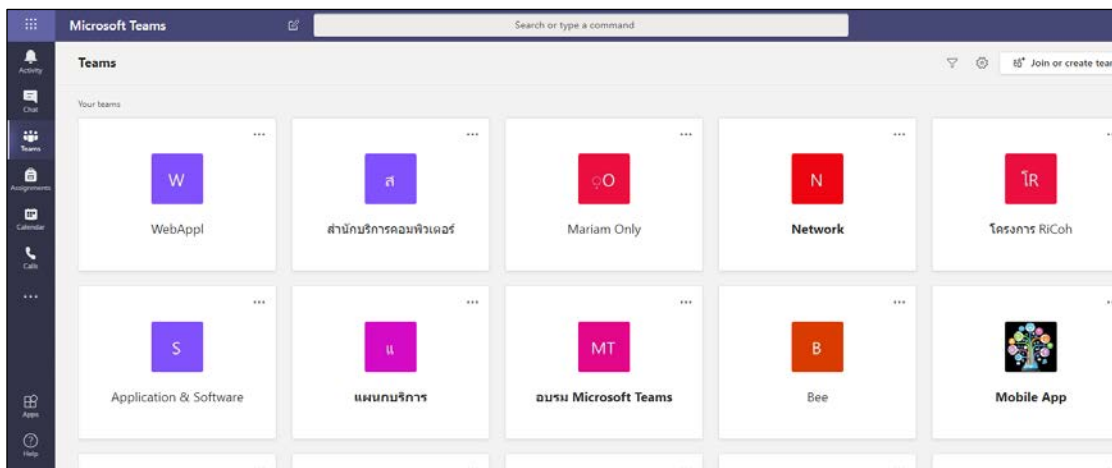 Microsoft Teams
Search or type a command
Activity
Chat
Teams
Assignments
Calendar
Calls
...
Apps
Help
Teams
Join or create tear
Your teams
W
WebAppl
ส
สำนักบริการคอมพิวเตอร์
ฺO
Mariam Only
N
Network
โR
โครงการ RiCoh
S
Application & Software
แ
แผนกบริการ
MT
อบรม Microsoft Teams
B
Bee
Mobile App